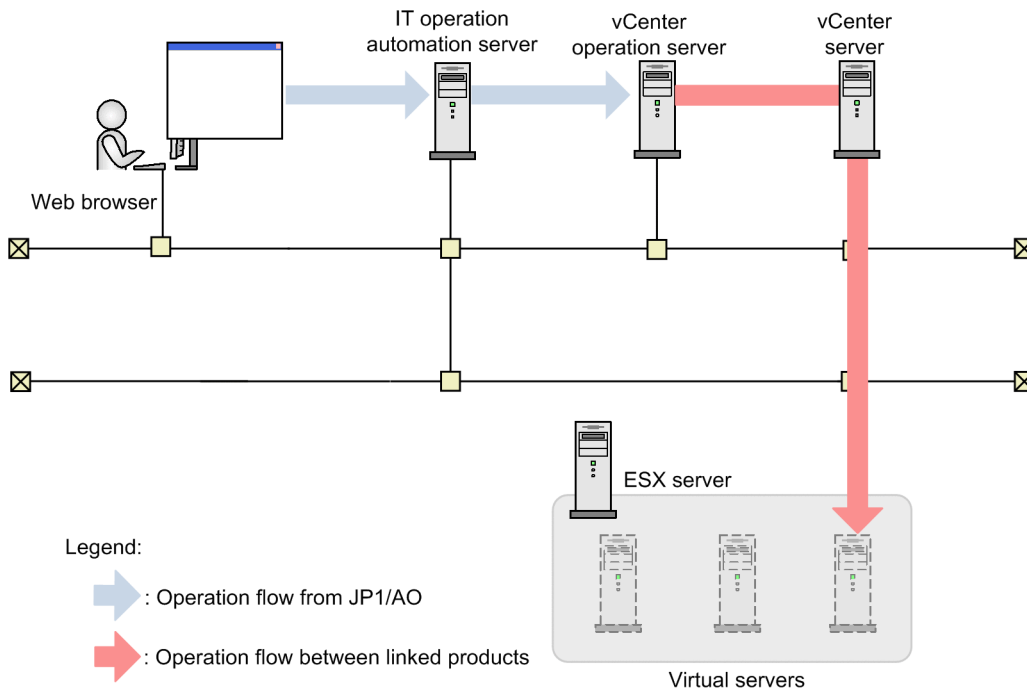 IT operation
automation server
vCenter
operation server
vCenter
server
Web browser
ESX server
Legend:
: Operation flow from JP1/AO
: Operation flow between linked products
Virtual servers